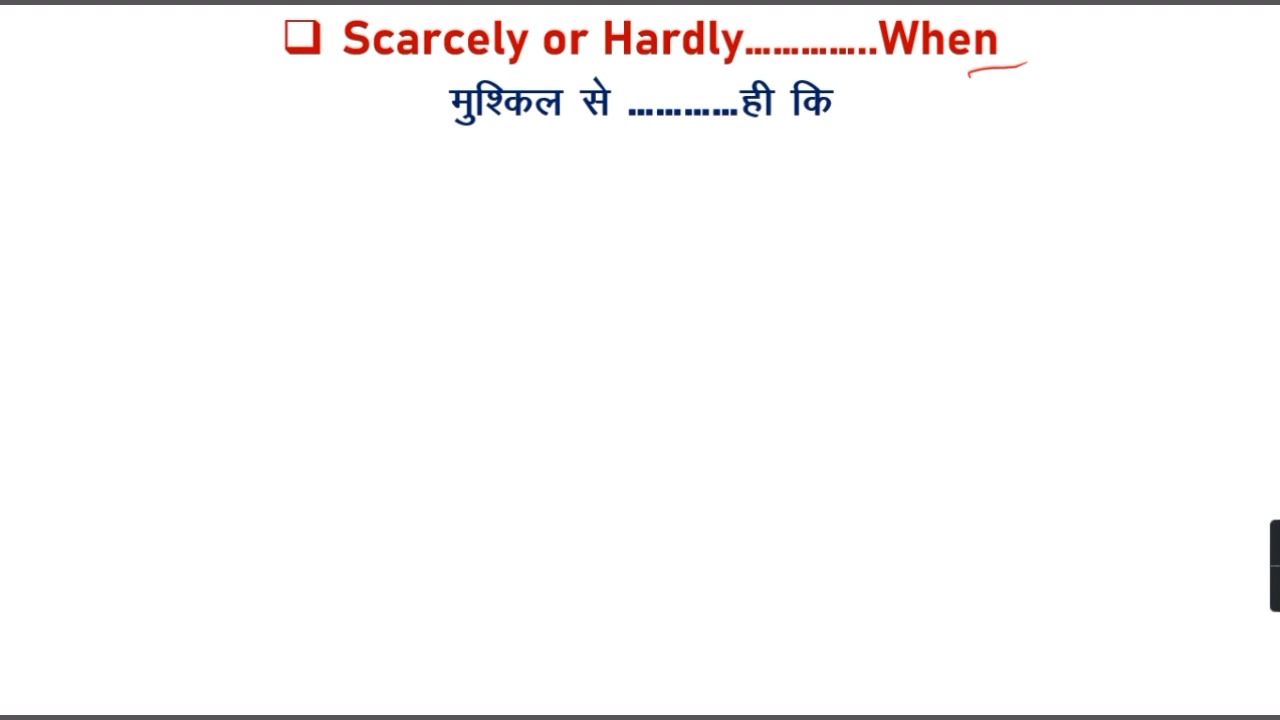 ❑ Scarcely or Hardly…………..When
मुश्किल से …………ही कि